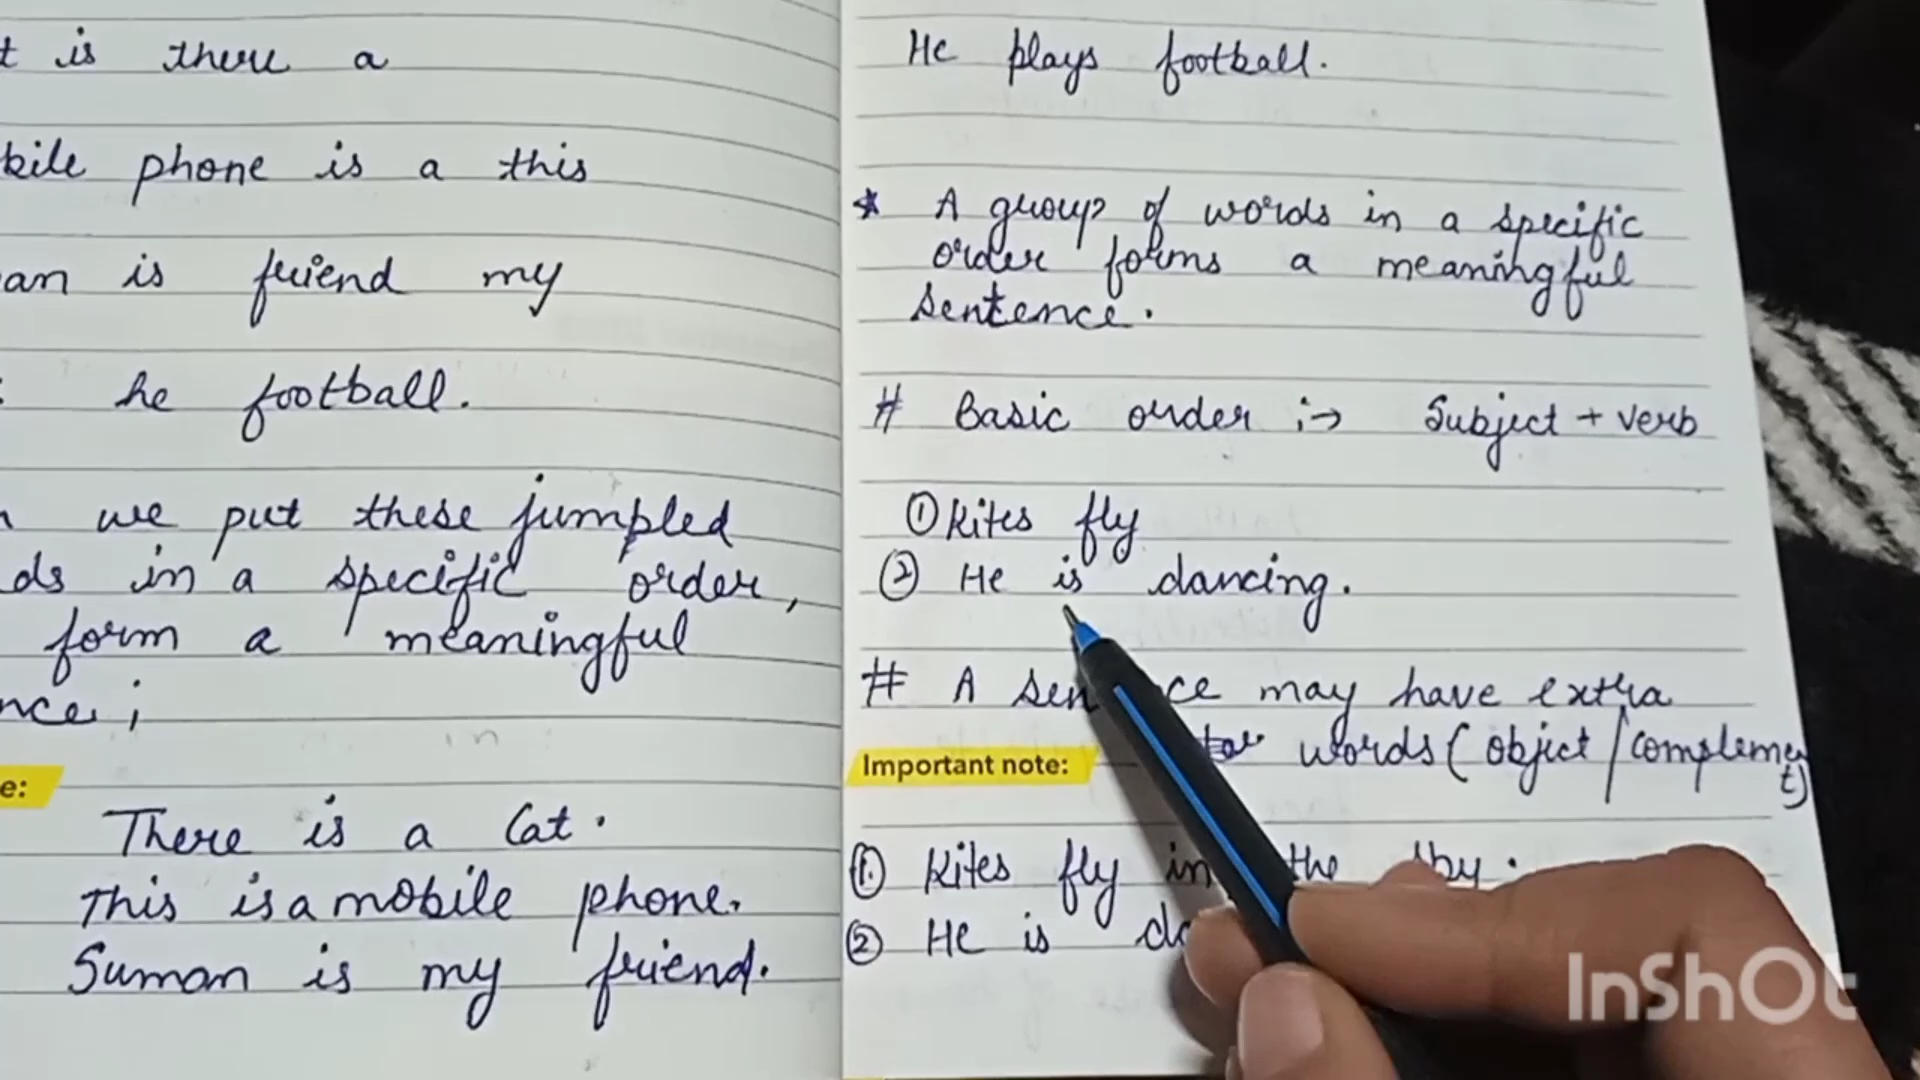 is there a
phone is a this
is friend my
he football.
we put these jumpled
in a specific order,
form a meaningful
There is a Cat.
This is a mobile phone.
Suman is my friend.
He plays football.
* A group of words in a specific
order forms a meaningful
sentence.
# Basic order :→ Subject + verb
① Kites fly
② He is dancing.
# A may have extra
words (object / complement)
Important note:
①. Kites fly in the sky.
② He is
InShOt